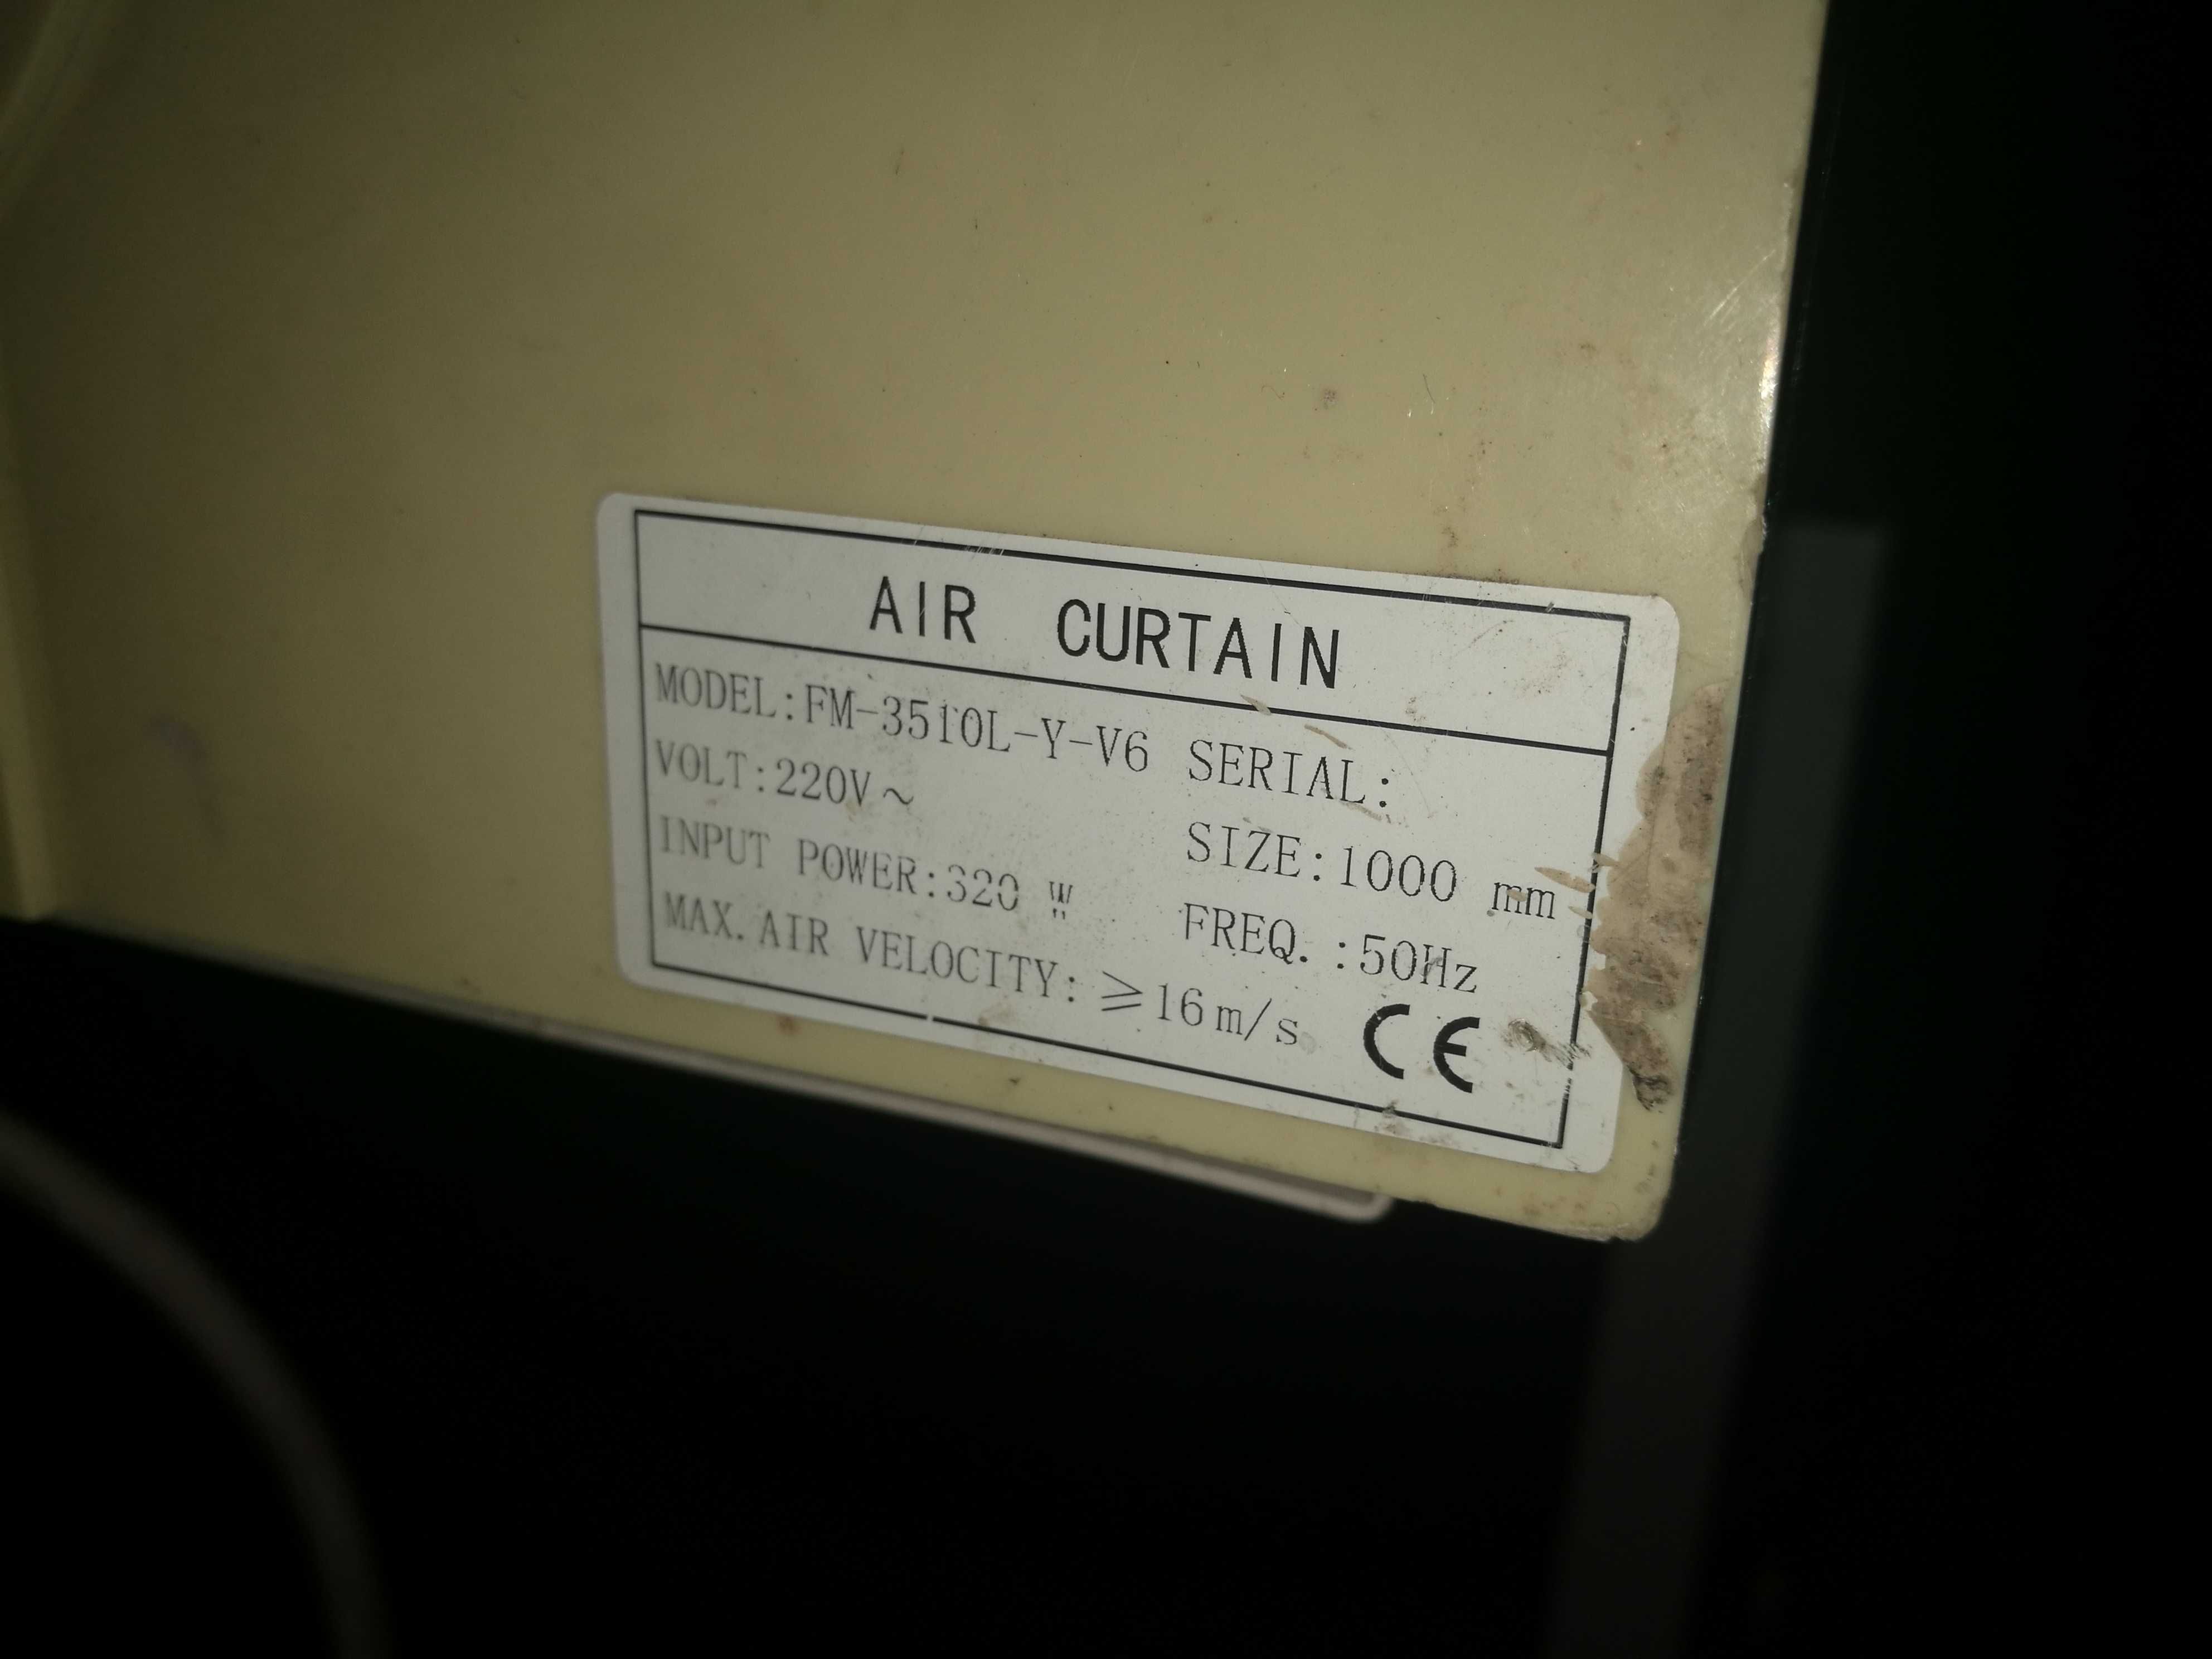 AIR CURTAIN
MODEL:FM-3510L-Y-V6 SERIAL:
VOLT:220V~ SIZE:1000 mm
INPUT POWER:320 W FREQ.:50Hz
MAX.AIR VELOCITY:≥16m/s CE